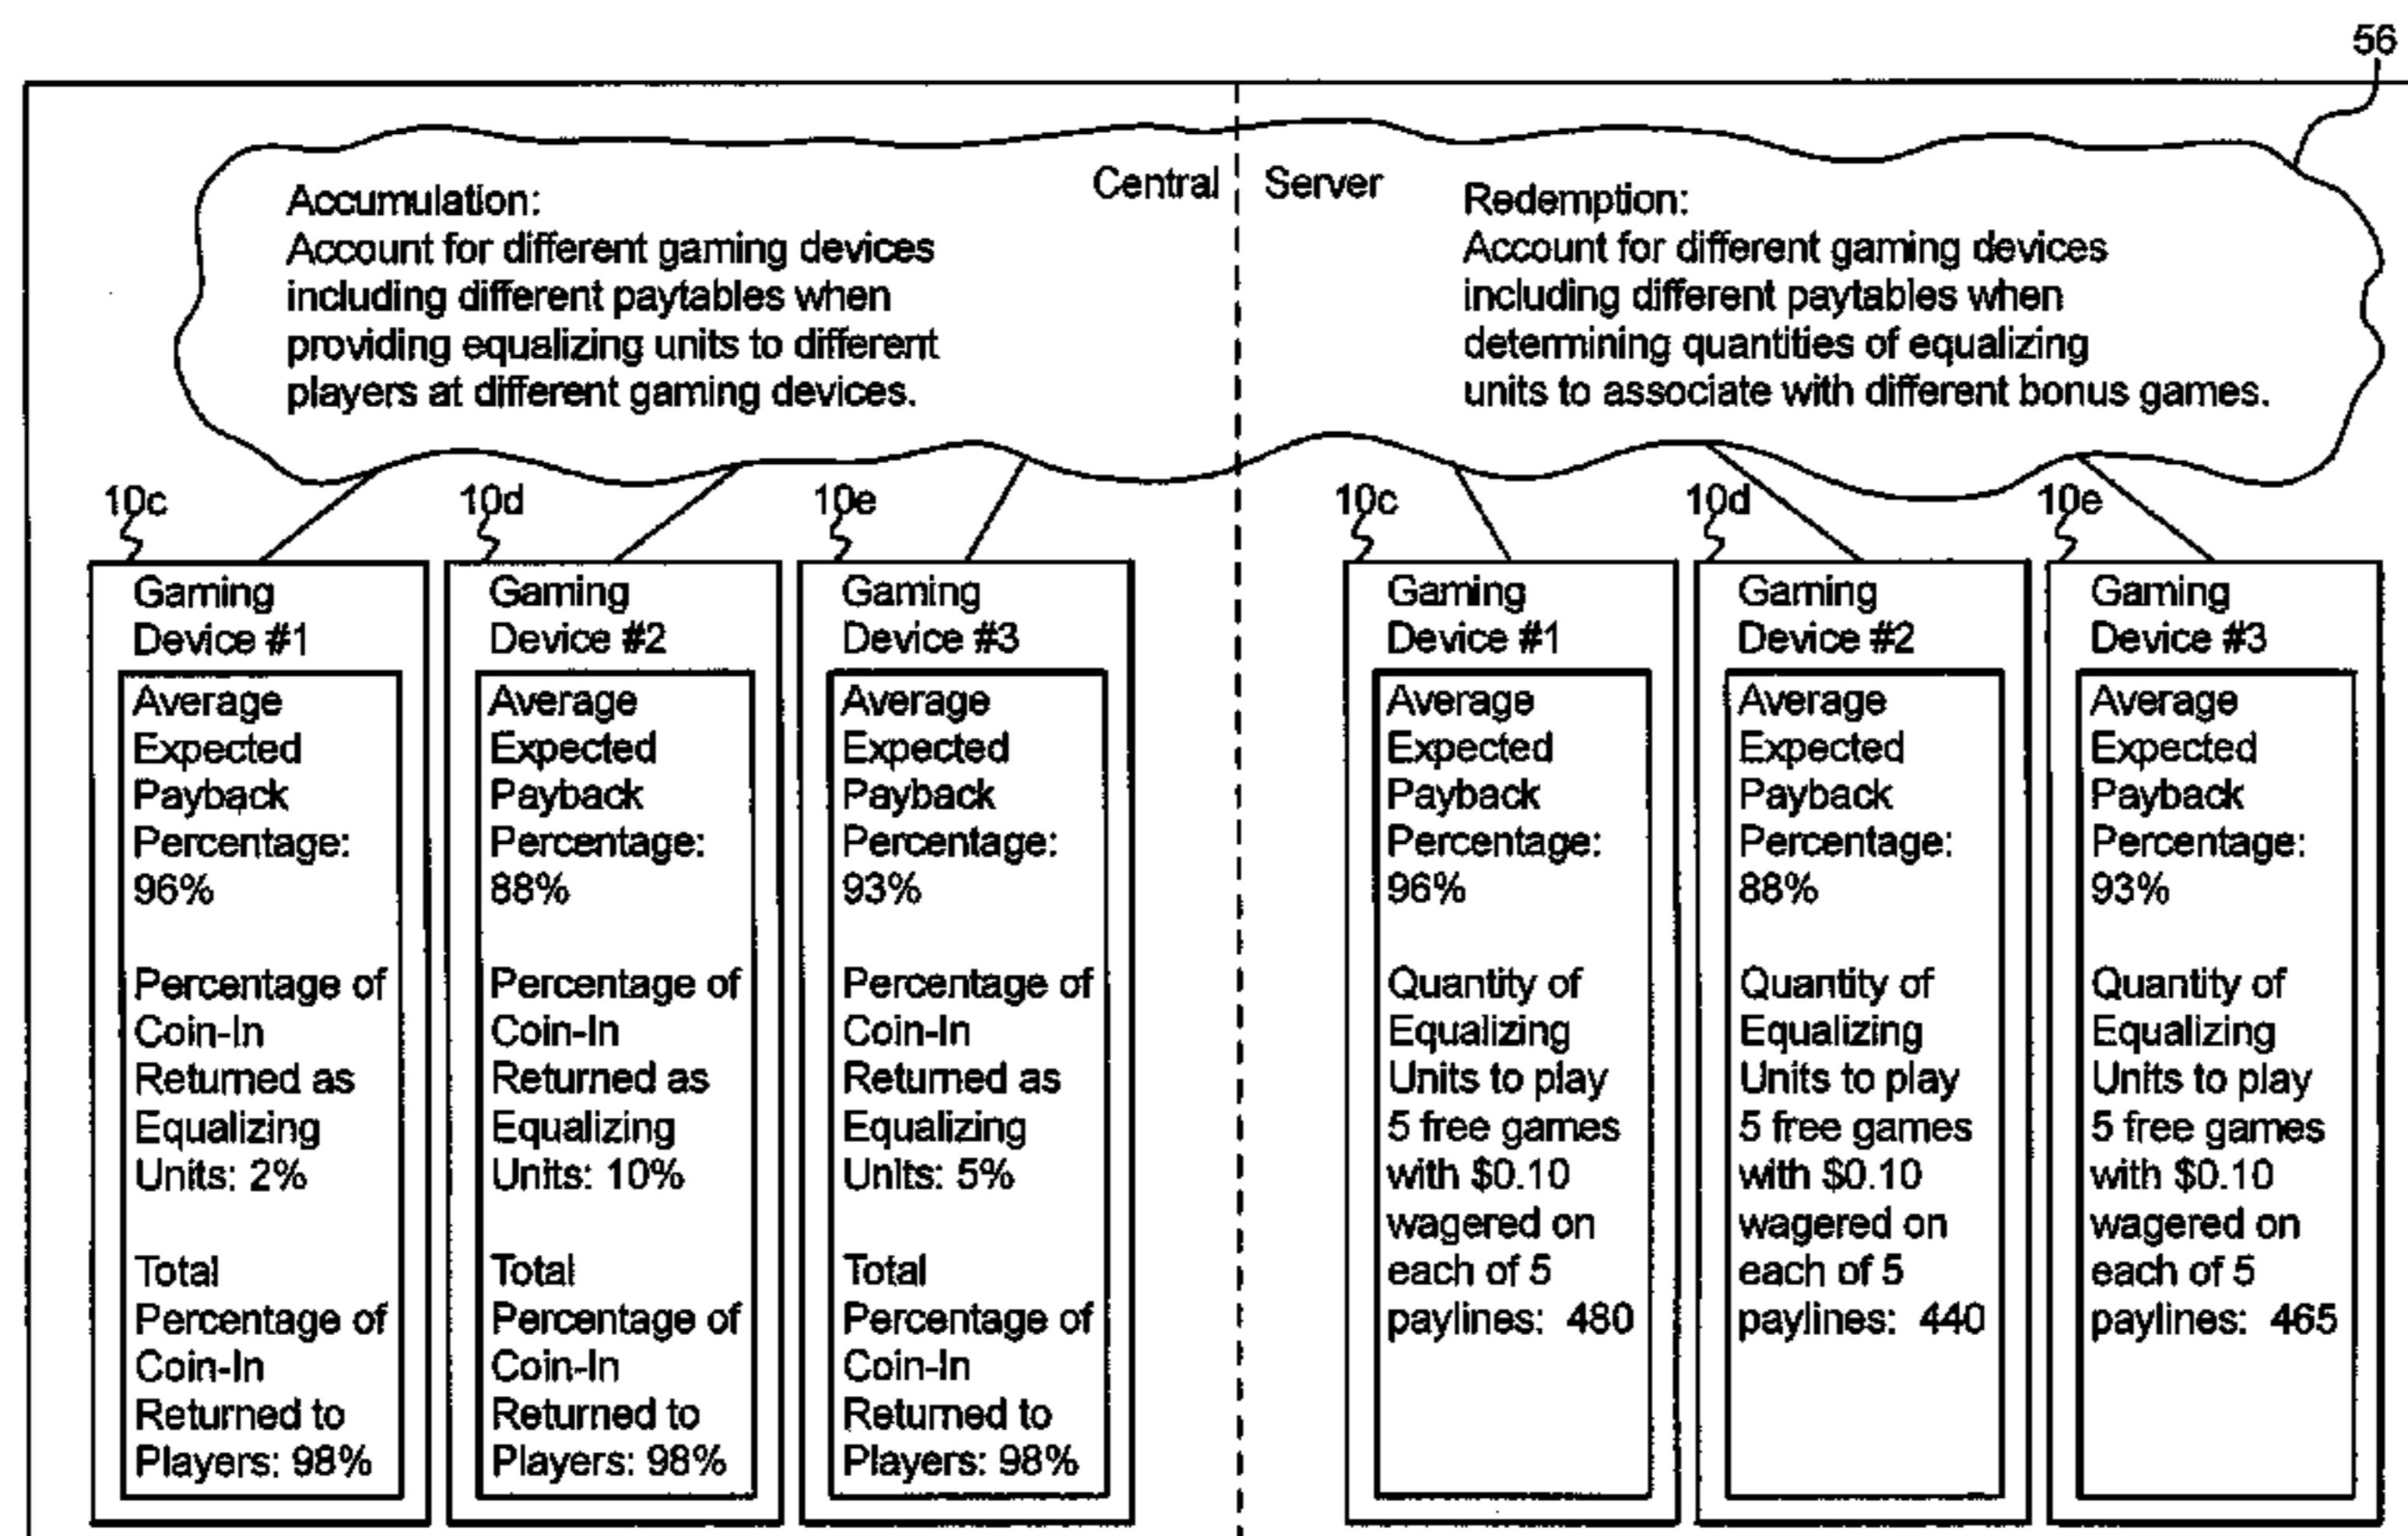 56
Central Server
Accumulation:
Account for different gaming devices
including different paytables when
providing equalizing units to different
players at different gaming devices.
Redemption:
Account for different gaming devices
including different paytables when
determining quantities of equalizing
units to associate with different bonus games.
10c
Gaming
Device #1
Average
Expected
Payback
Percentage:
96%
Percentage of
Coin-In
Returned as
Equalizing
Units: 2%
Total
Percentage of
Coin-In
Returned to
Players: 98%
10d
Gaming
Device #2
Average
Expected
Payback
Percentage:
88%
Percentage of
Coin-In
Returned as
Equalizing
Units: 10%
Total
Percentage of
Coin-In
Returned to
Players: 98%
10e
Gaming
Device #3
Average
Expected
Payback
Percentage:
93%
Percentage of
Coin-In
Returned as
Equalizing
Units: 5%
Total
Percentage of
Coin-In
Returned to
Players: 98%
10c
Gaming
Device #1
Average
Expected
Payback
Percentage:
96%
Quantity of
Equalizing
Units to play
5 free games
with $0.10
wagered on
each of 5
paylines: 480
10d
Gaming
Device #2
Average
Expected
Payback
Percentage:
88%
Quantity of
Equalizing
Units to play
5 free games
with $0.10
wagered on
each of 5
paylines: 440
10e
Gaming
Device #3
Average
Expected
Payback
Percentage:
93%
Quantity of
Equalizing
Units to play
5 free games
with $0.10
wagered on
each of 5
paylines: 465